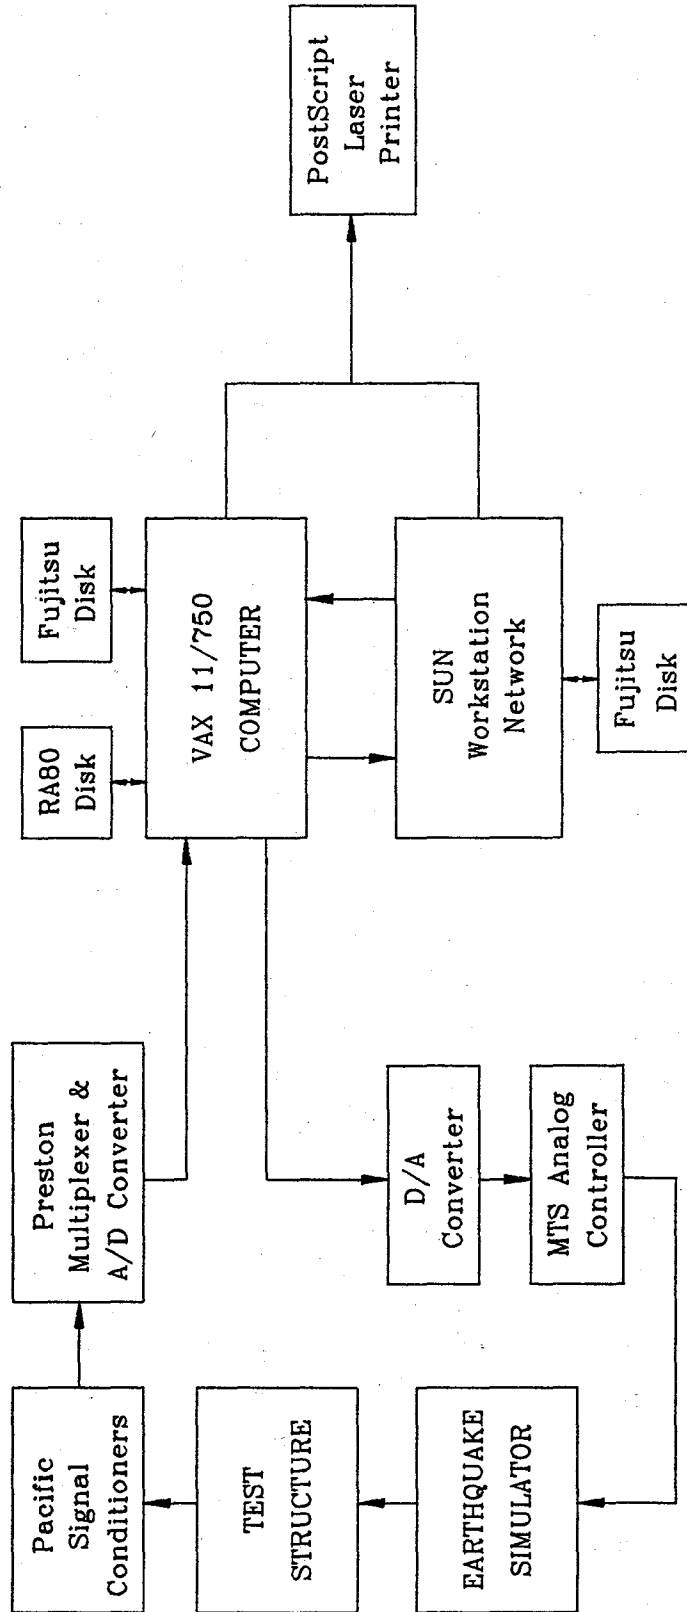 Pacific
Signal
Conditioners
Preston
Multiplexer &
A/D Converter
RA80
Disk
Fujitsu
Disk
VAX 11/750
COMPUTER
PostScript
Laser
Printer
TEST
STRUCTURE
D/A
Converter
SUN
Workstation
Network
EARTHQUAKE
SIMULATOR
MTS Analog
Controller
Fujitsu
Disk